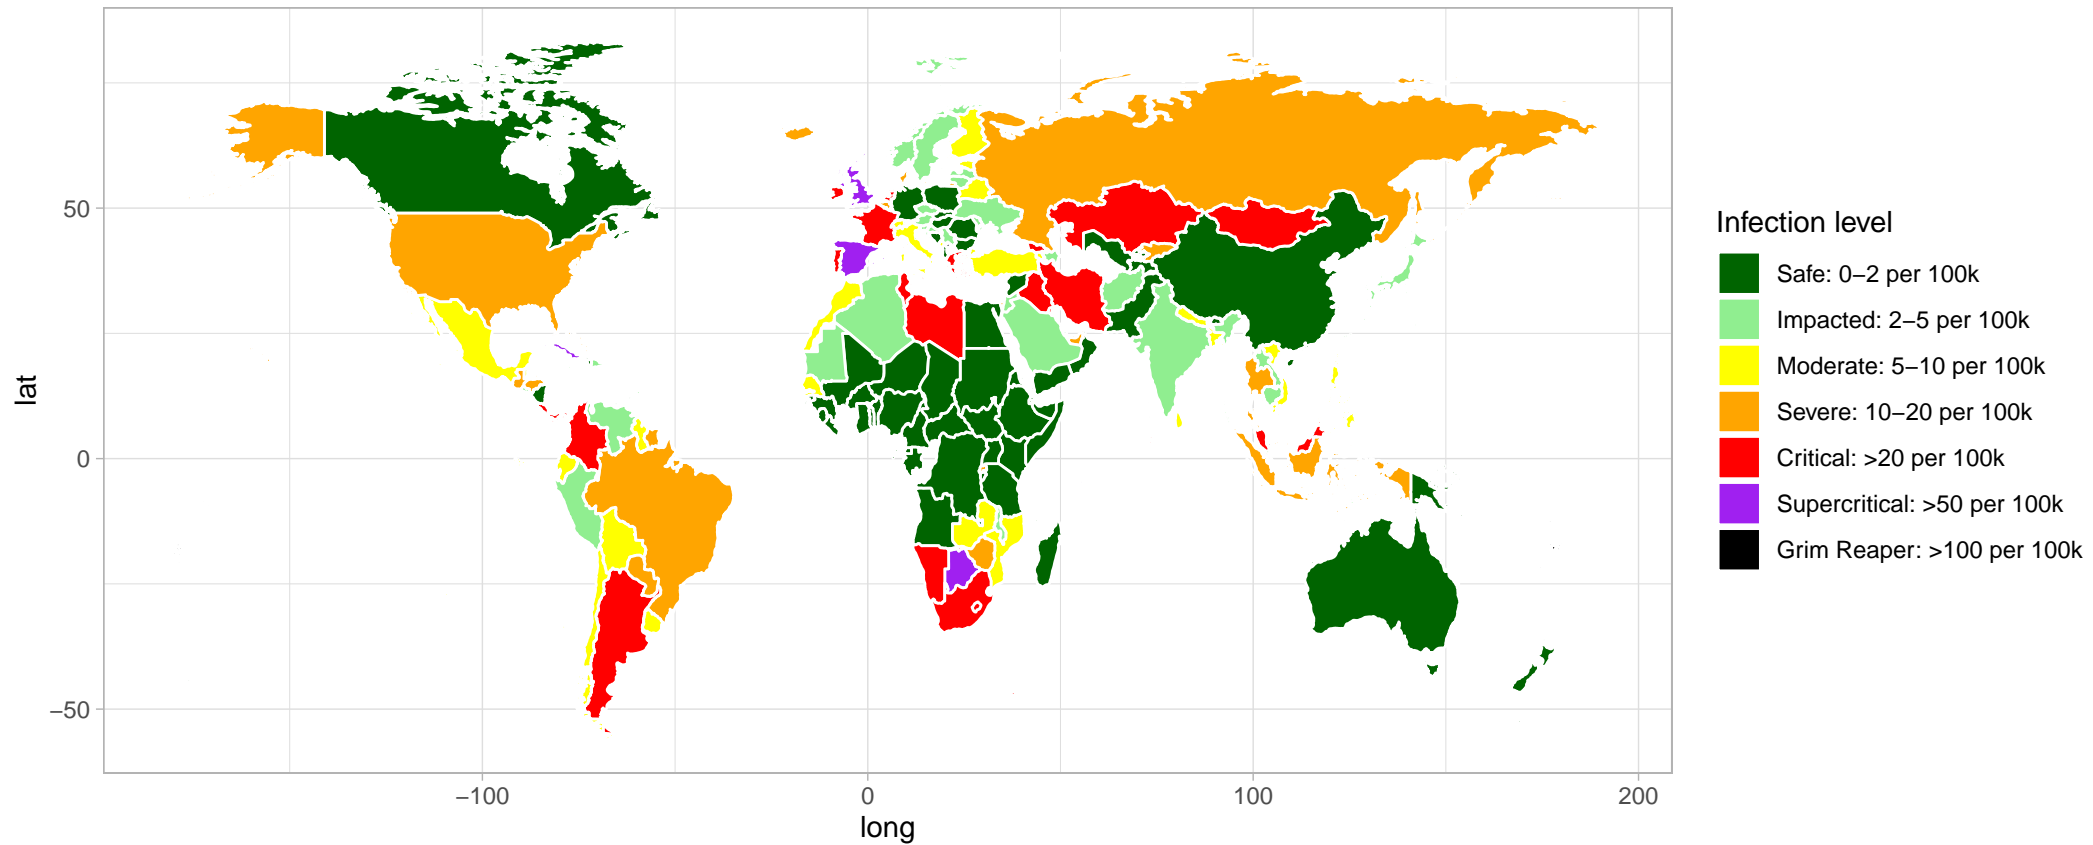 50
0
−50
lat
−100
0
100
200
long
Infection level
Safe: 0−2 per 100k
Impacted: 2−5 per 100k
Moderate: 5−10 per 100k
Severe: 10−20 per 100k
Critical: >20 per 100k
Supercritical: >50 per 100k
Grim Reaper: >100 per 100k